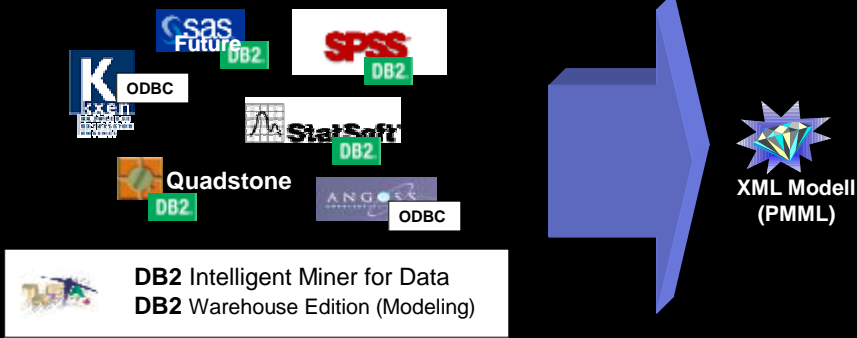 sas
Future
DB2.
SPSS
DB2.
K
kxen
ODBC
StatSoft
DB2.
Quadstone
DB2.
ANGOSS
ODBC
XML Modell
(PMML)
DB2 Intelligent Miner for Data
DB2 Warehouse Edition (Modeling)